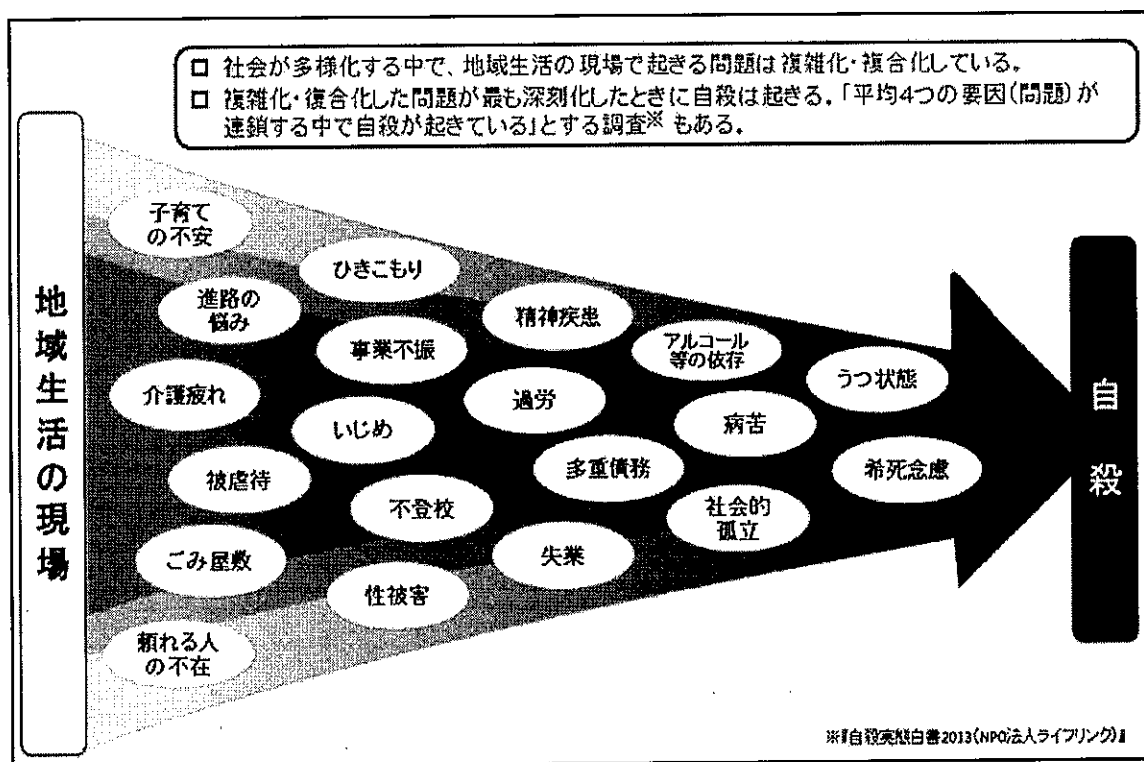 □ 社会が多様化する中で、地域生活の現場で起きる問題は複雑化・複合化している。
□ 複雑化・復合化した問題が最も深刻化したときに自殺は起きる。「平均4つの要因(問題)が
連鎖する中で自殺が起きている」とする調査※もある。
地域生活の現場
子育て
の不安
ひきこもり
進路の
悩み
精神疾患
事業不振
アルコール
等の依存
うつ状態
介護疲れ
過労
いじめ
病苦
被虐待
多重債務
希死念慮
不登校
社会的
孤立
ごみ屋敷
失業
性被害
頼れる人
の不在
自殺
※『自殺実態白書2013(NPO法人ライフリンク)』